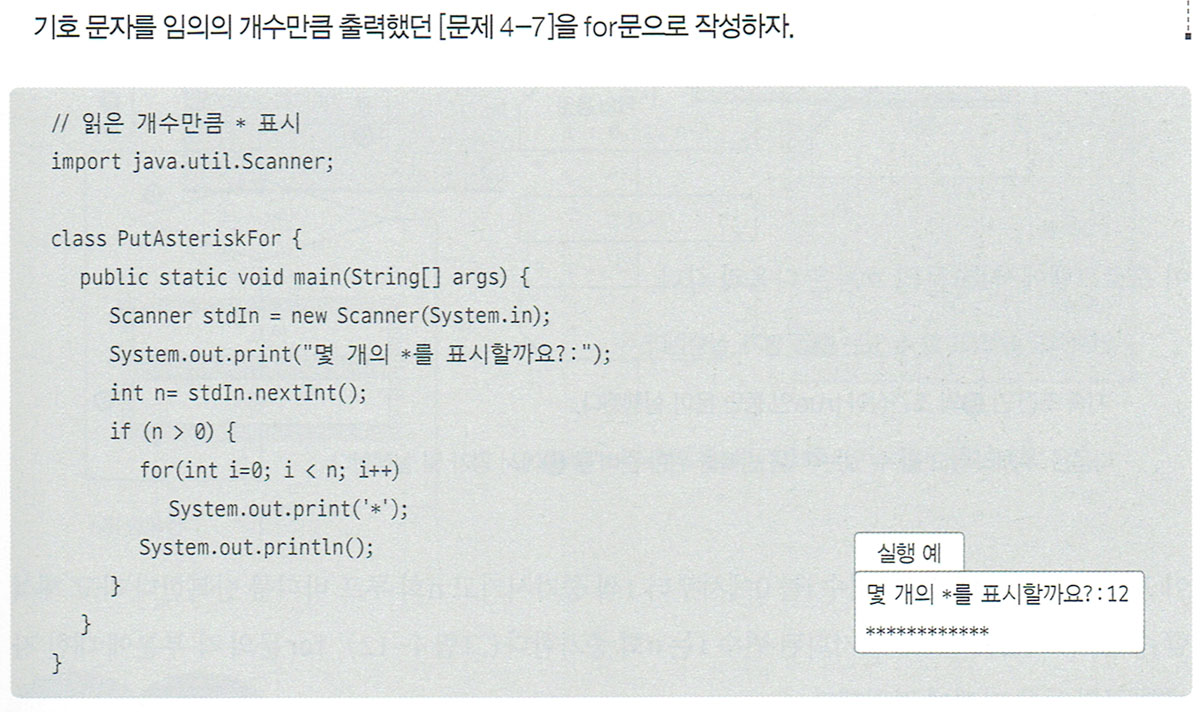 기호 문자를 임의의 개수만큼 출력했던 [문제 4-7]을 for문으로 작성하자.
// 읽은 개수만큼 * 표시
import java.util.Scanner;
class PutAsteriskFor {
public static void main(String[] args) {
Scanner stdIn = new Scanner(System.in);
System.out.print("몇 개의 *를 표시할까요?:");
int n= stdIn.nextInt();
if (n > 0) {
for(int i=0; i < n; i++)
System.out.print('*');
System.out.println();
}
}
}
실행 예
몇 개의 *를 표시할까요?:12
************